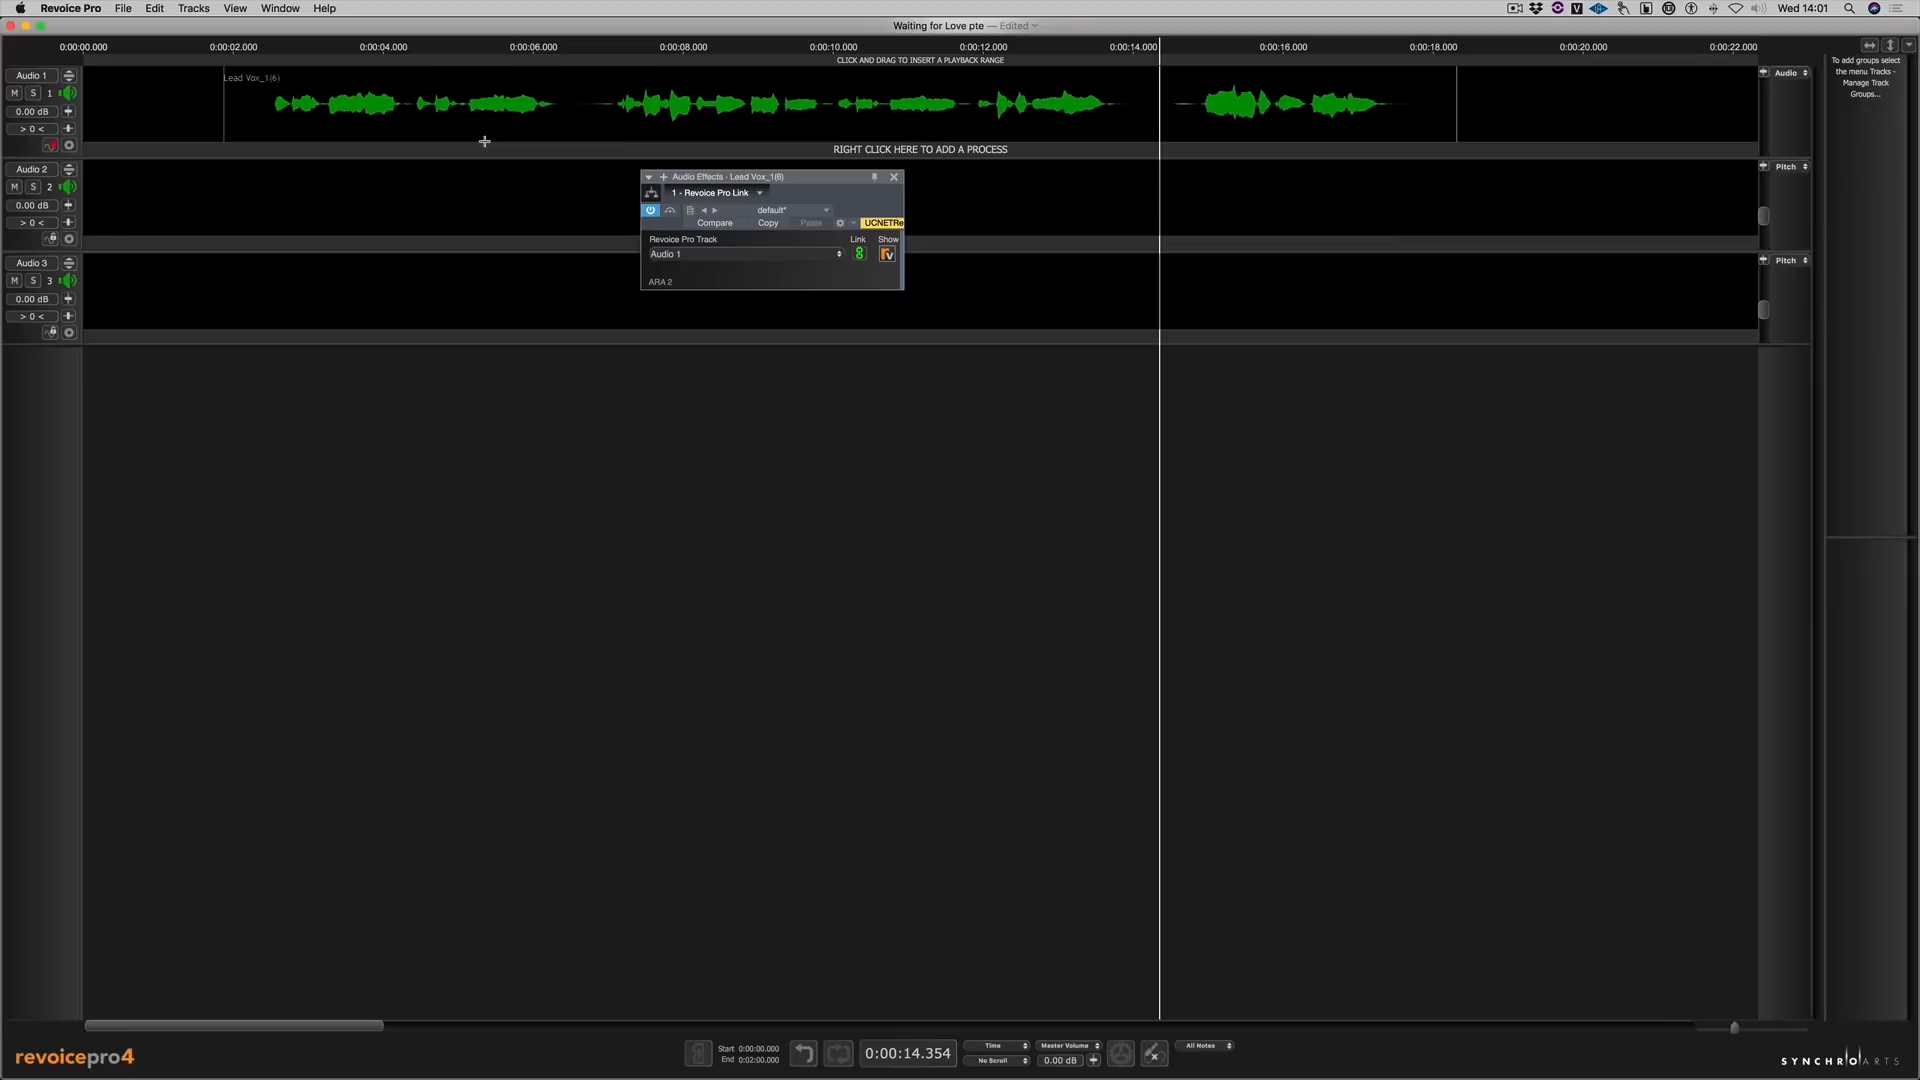 Revoice Pro File Edit Tracks View Window Help
Wed 14:01
Waiting for Love pte — Edited
0:00:00.000 0:00:02.000 0:00:04.000 0:00:06.000 0:00:08.000 0:00:10.000 0:00:12.000 0:00:14.000 0:00:16.000 0:00:18.000 0:00:20.000 0:00:22.000
CLICK AND DRAG TO INSERT A PLAYBACK RANGE
To add groups select
the menu Tracks -
Manage Track
Groups...
Audio 1
Lead Vox_1(6)
Audio
M S 1
0.00 dB
> 0 <
RIGHT CLICK HERE TO ADD A PROCESS
Audio 2
Pitch
M S 2
0.00 dB
> 0 <
Audio 3
Pitch
M S 3
0.00 dB
> 0 <
Audio Effects - Lead Vox_1(6)
1 - Revoice Pro Link
default*
Compare Copy Paste UCNETRe
Revoice Pro Track Link Show
Audio 1
rv
ARA 2
revoicepro4
Start 0:00:00.000
End 0:02:00.000
0:00:14.354
Time
No Scroll
Master Volume
0.00 dB
All Notes
SYNCHROARTS